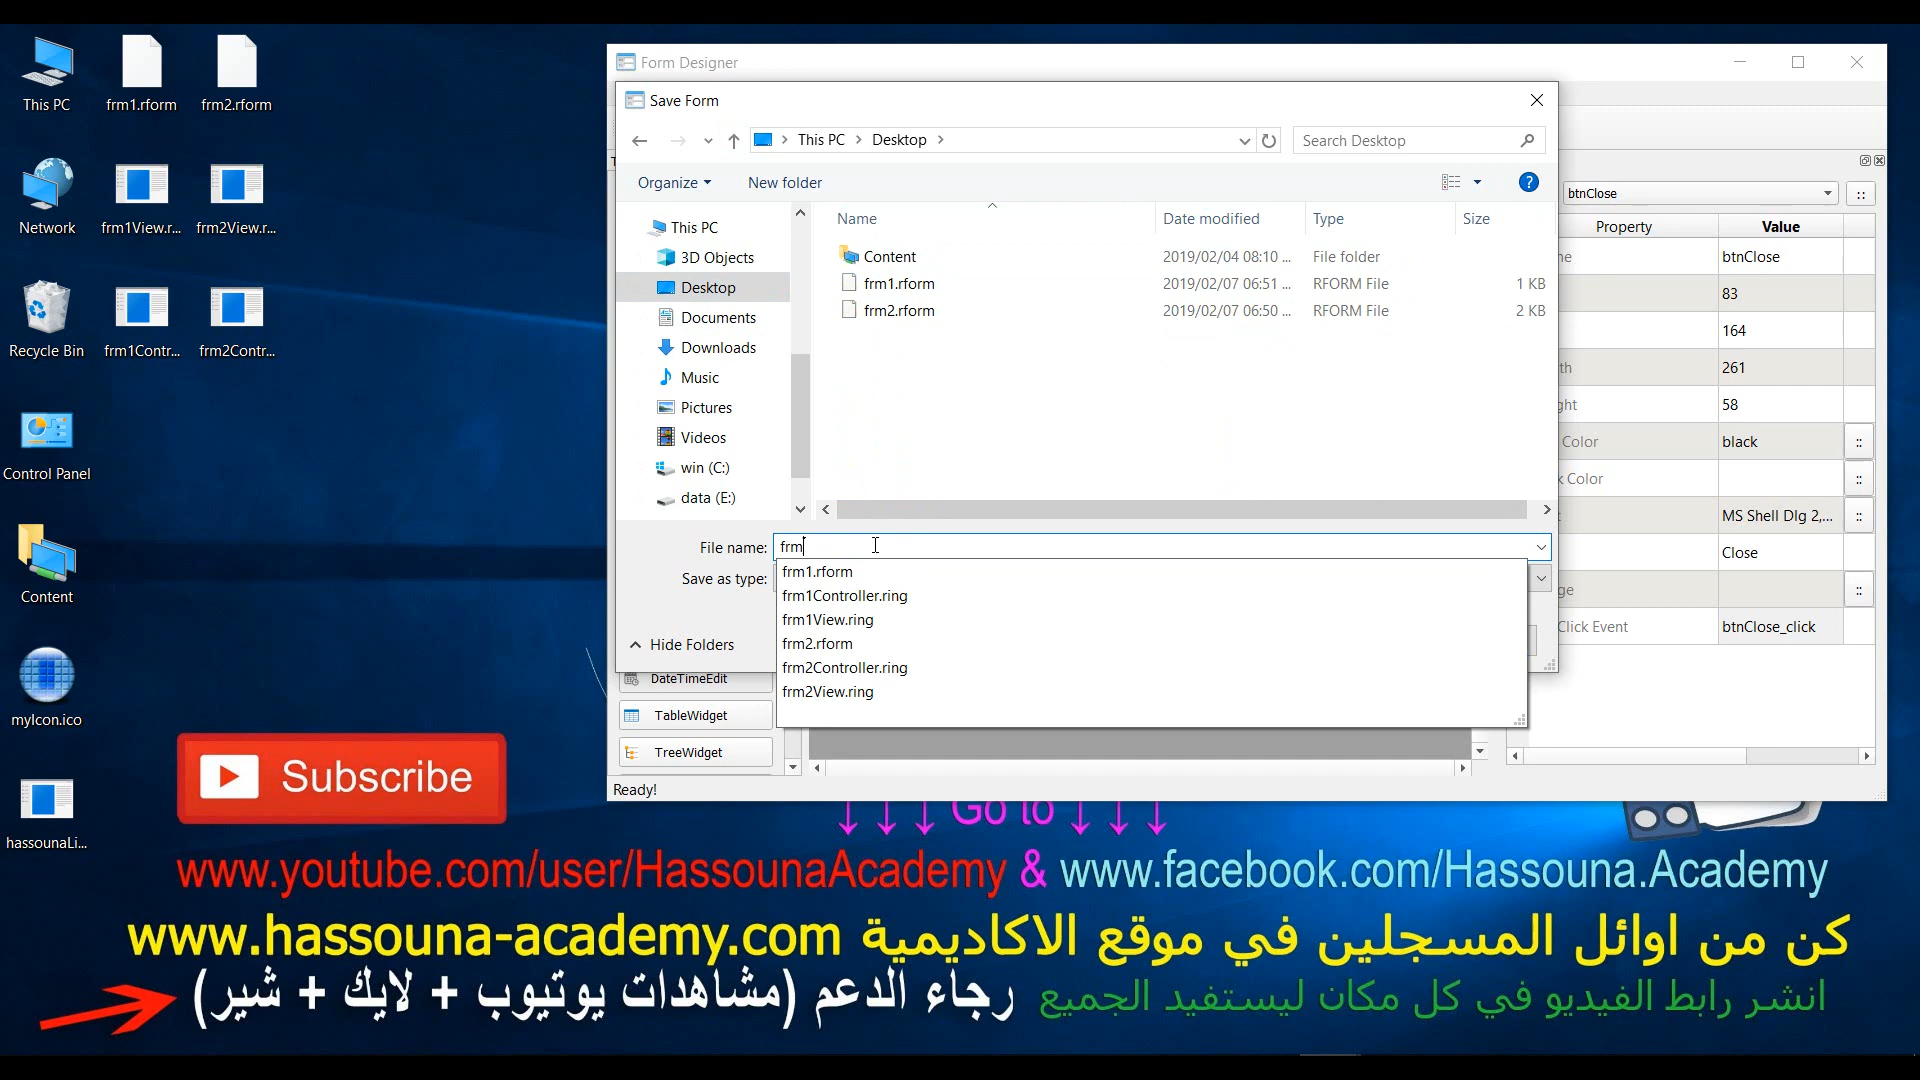 This PC
frm1.rform
frm2.rform
Network
frm1View.r...
frm2View.r...
Recycle Bin
frm1Contr...
frm2Contr...
Control Panel
Content
myIcon.ico
hassounaLi...
Form Designer
Save Form
This PC > Desktop >
Search Desktop
Organize
New folder
?
This PC
3D Objects
Desktop
Documents
Downloads
Music
Pictures
Videos
win (C:)
data (E:)
Name Date modified Type Size
Content 2019/02/04 08:10 ... File folder
frm1.rform 2019/02/07 06:51 ... RFORM File 1 KB
frm2.rform 2019/02/07 06:50 ... RFORM File 2 KB
File name: frm
Save as type:
frm1.rform
frm1Controller.ring
frm1View.ring
frm2.rform
frm2Controller.ring
frm2View.ring
Hide Folders
DateTimeEdit
TableWidget
TreeWidget
Ready!
btnClose
::
Property Value
btnClose
83
164
261
58
Color black ::
Color ::
MS Shell Dlg 2,... ::
Close
::
Click Event btnClose_click
Subscribe
↓ ↓ ↓ Go to ↓ ↓ ↓
www.youtube.com/user/HassounaAcademy & www.facebook.com/Hassouna.Academy
كن من اوائل المسجلين في موقع الاكاديمية www.hassouna-academy.com
انشر رابط الفيديو في كل مكان ليستفيد الجميع رجاء الدعم (مشاهدات يوتيوب + لايك + شير)